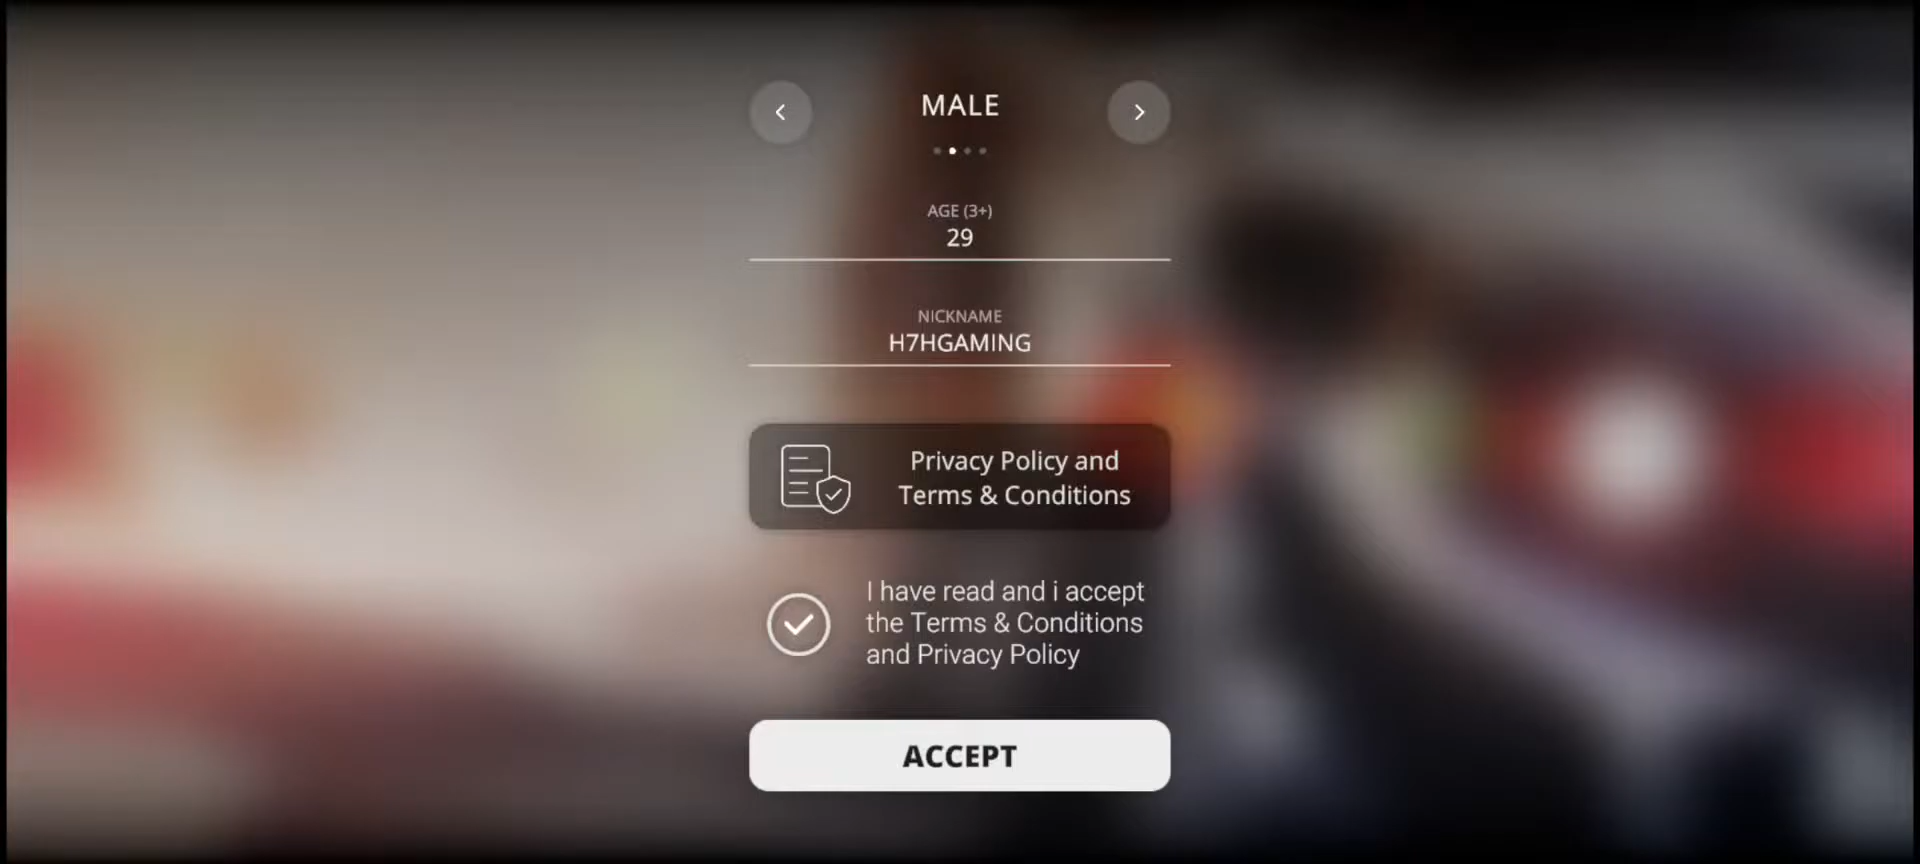 MALE
AGE (3+)
29
NICKNAME
H7HGAMING
Privacy Policy and
Terms & Conditions
I have read and i accept
the Terms & Conditions
and Privacy Policy
ACCEPT